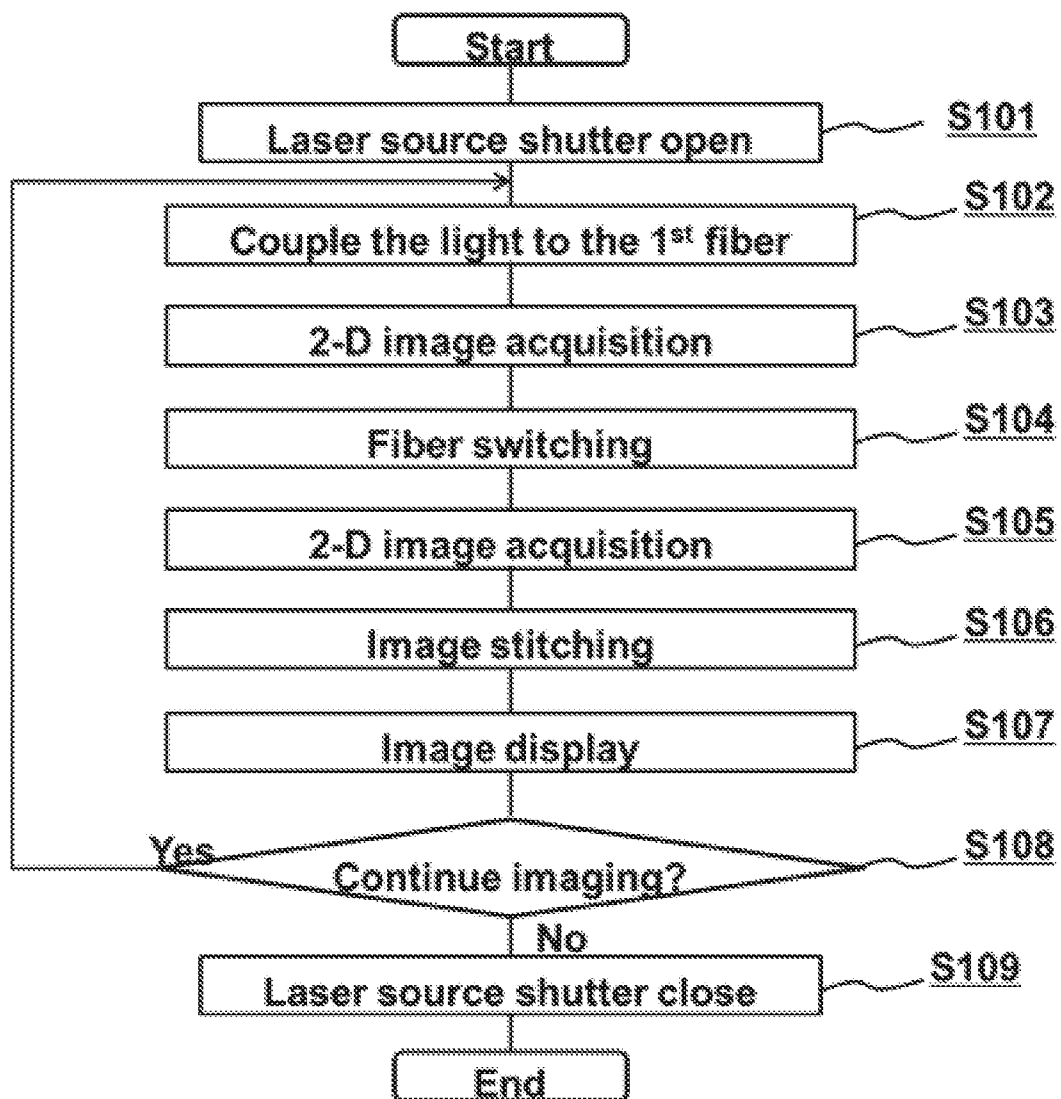 Start
Laser source shutter open
S101
Couple the light to the 1st fiber
S102
2-D image acquisition
S103
Fiber switching
S104
2-D image acquisition
S105
Image stitching
S106
Image display
S107
Yes
Continue imaging?
S108
No
Laser source shutter close
S109
End